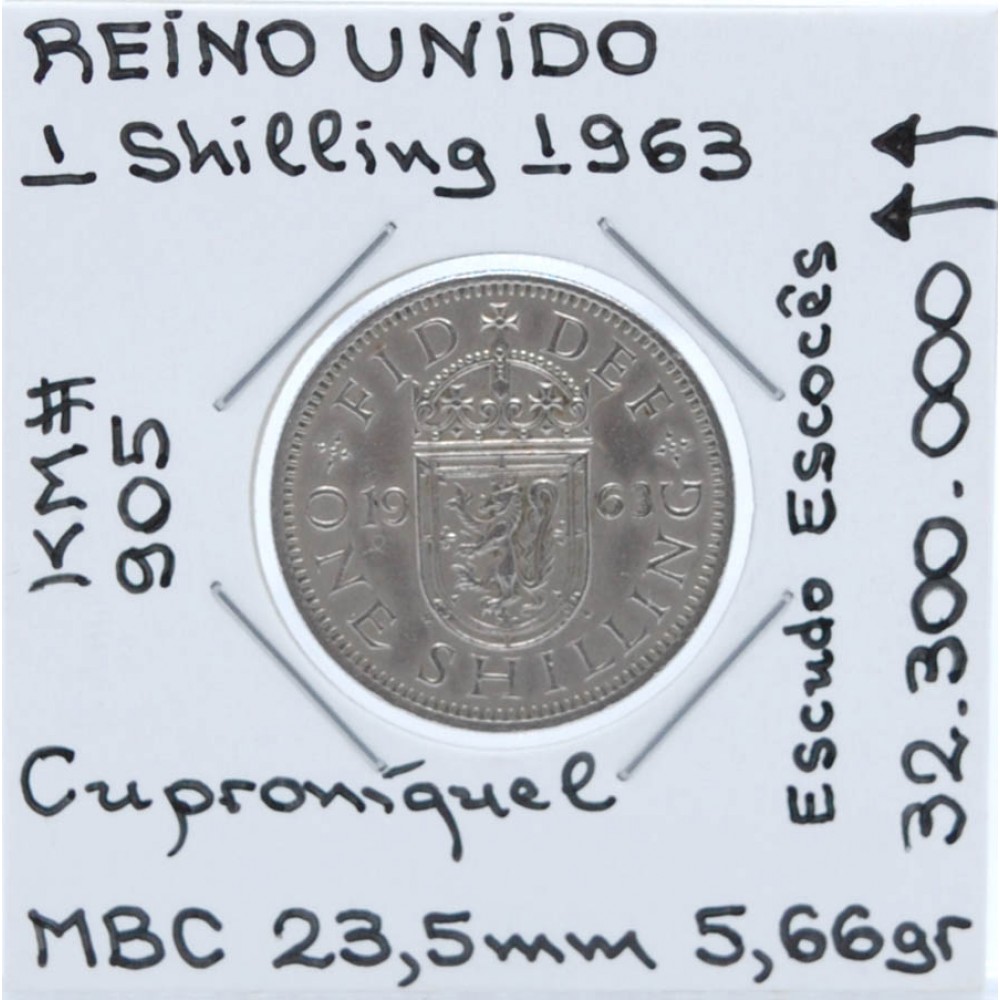 REINO UNIDO
1 Shilling 1963
KM#
905
FID DEF
19 63
ONE SHILLING
Escudo Escocês
32.300.000
Cuproníquel
MBC 23,5mm 5,66gr